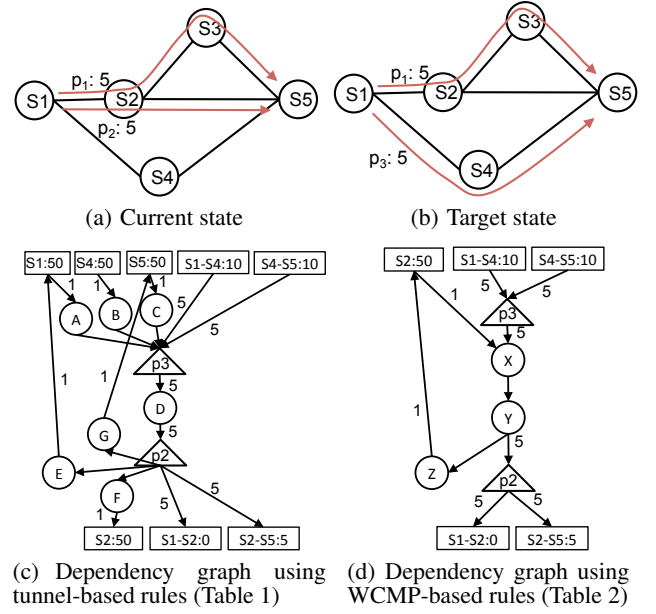 S3
p1: 5
S1
S2
S5
p2: 5
S4
(a) Current state
S3
p1: 5
S1
S2
S5
p3: 5
S4
(b) Target state
S1:50 S4:50 S5:50 S1-S4:10 S4-S5:10
1 1 1
A B C
5 5 5
p3
1 1 5
D
G 5
p2
E
F
1 5 5
S2:50 S1-S2:0 S2-S5:5
(c) Dependency graph using
tunnel-based rules (Table 1)
S2:50 S1-S4:10 S4-S5:10
1 5 5
p3
5
X
1 Y
5
Z
p2
5 5
S1-S2:0 S2-S5:5
(d) Dependency graph using
WCMP-based rules (Table 2)